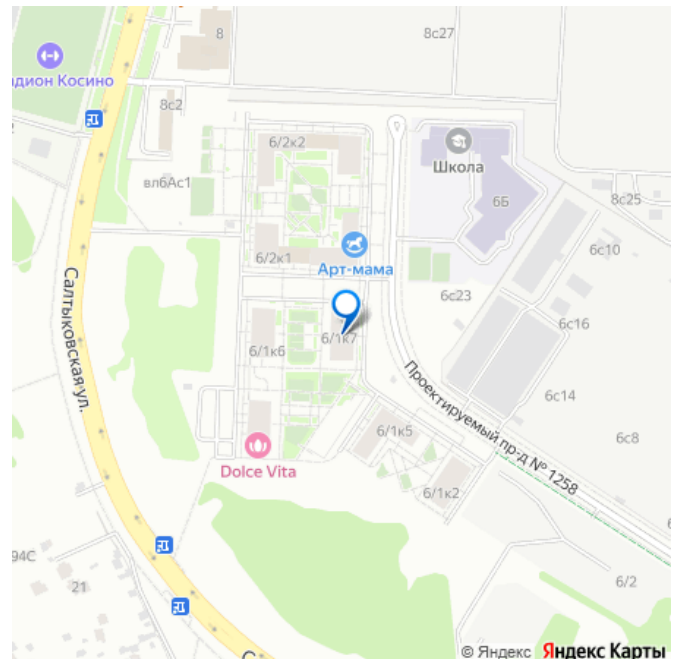 8
8с27
дион Косино
8с2
6/2к2
Школа
вл6Ас1
6Б
8с25
6/2к1
6с10
Арт-мама
6с23
6с16
6/1к7
6/1к6
Салтыковская ул.
6с14
Проектируемый пр-д № 1258
6/1к5
6с8
Dolce Vita
6/1к2
94С
21
6/2
С
© Яндекс Яндекс Карты